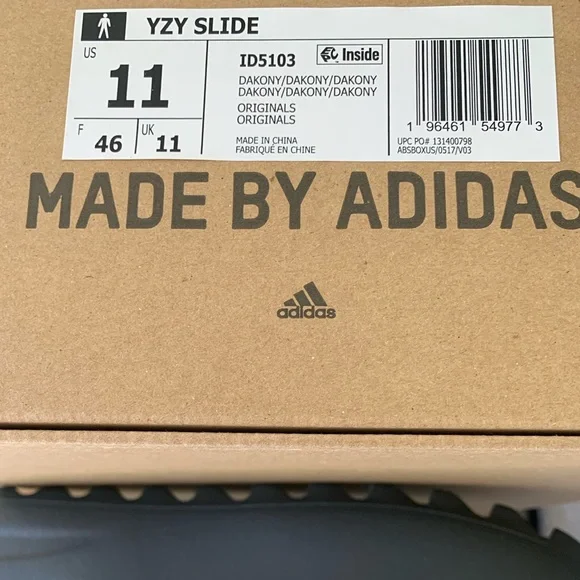 YZY SLIDE
US
11
F
46
UK
11
ID5103
Inside
DAKONY/DAKONY/DAKONY
DAKONY/DAKONY/DAKONY
ORIGINALS
ORIGINALS
MADE IN CHINA
FABRIQUÉ EN CHINE
1 96461 54977 3
UPC PO# 131400798
ABSBOXUS/0517/V03
MADE BY ADIDAS
adidas